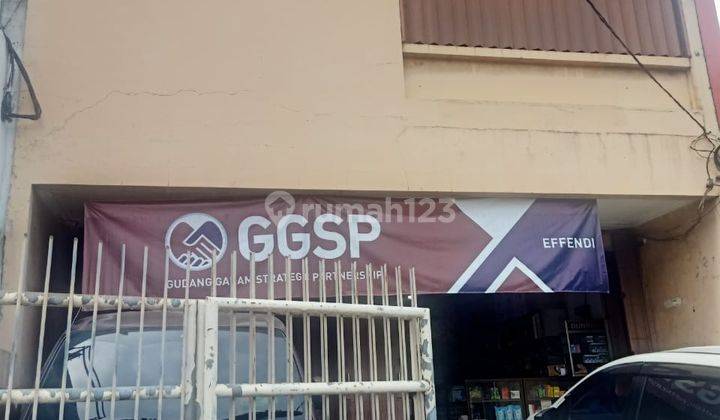 rumah123
GGSP
EFFENDI
GUDANG GARAM STRATEGIC PARTNERSHIP